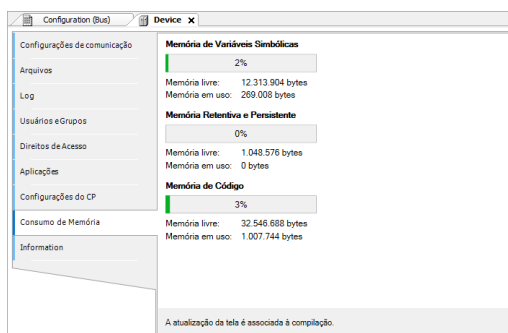 Configuration (Bus)
Device
Configurações de comunicação
Arquivos
Log
Usuários e Grupos
Direitos de Acesso
Aplicações
Configurações do CP
Consumo de Memória
Information
Memória de Variáveis Simbólicas
2%
Memória livre: 12.313.904 bytes
Memória em uso: 269.008 bytes
Memória Retentiva e Persistente
0%
Memória livre: 1.048.576 bytes
Memória em uso: 0 bytes
Memória de Código
3%
Memória livre: 32.546.688 bytes
Memória em uso: 1.007.744 bytes
A atualização da tela é associada à compilação.